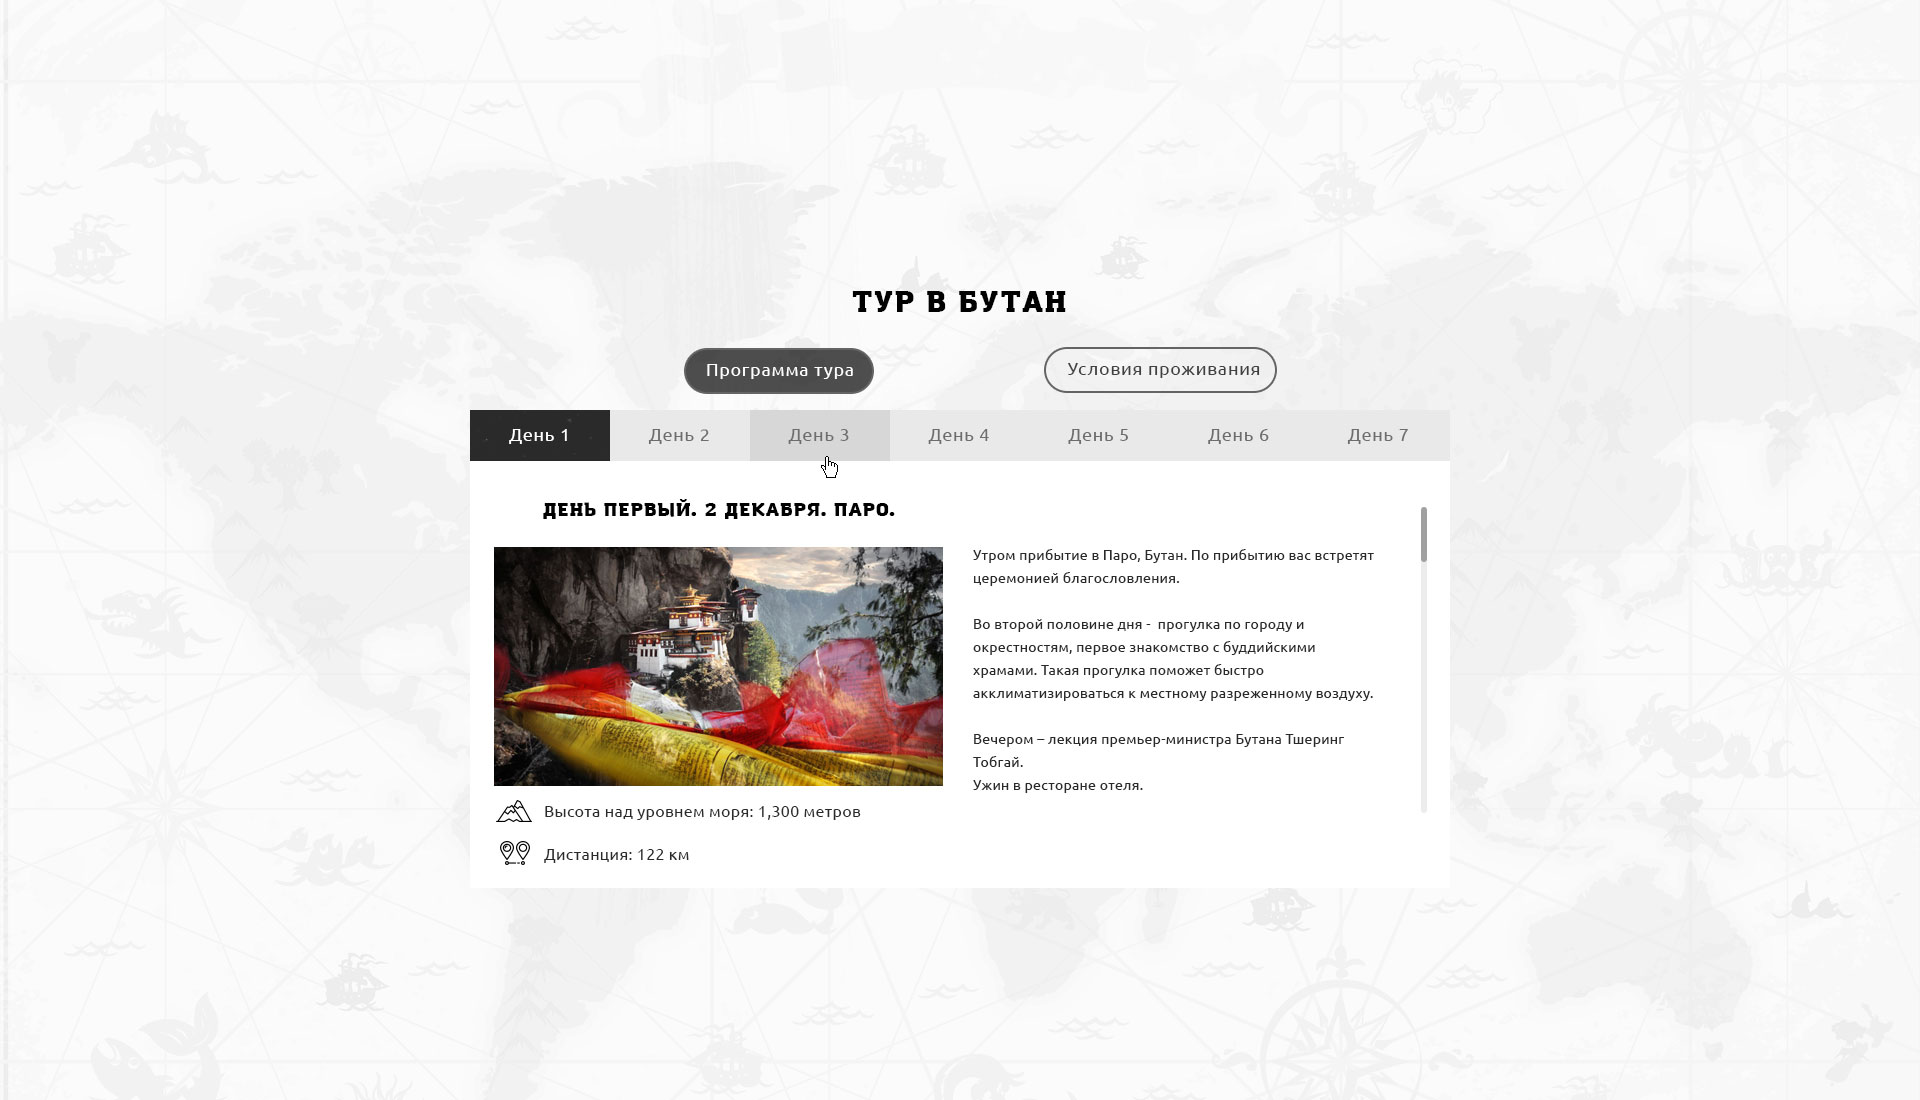 ТУР В БУТАН
Программа тура
Условия проживания
День 1
День 2
День 3
День 4
День 5
День 6
День 7
ДЕНЬ ПЕРВЫЙ. 2 ДЕКАБРЯ. ПАРО.
Утром прибытие в Паро, Бутан. По прибытию вас встретят
церемонией благословления.
Во второй половине дня -  прогулка по городу и
окрестностям, первое знакомство с буддийскими
храмами. Такая прогулка поможет быстро
акклиматизироваться к местному разреженному воздуху.
Вечером – лекция премьер-министра Бутана Тшеринг
Тобгай.
Ужин в ресторане отеля.
Высота над уровнем моря: 1,300 метров
Дистанция: 122 км